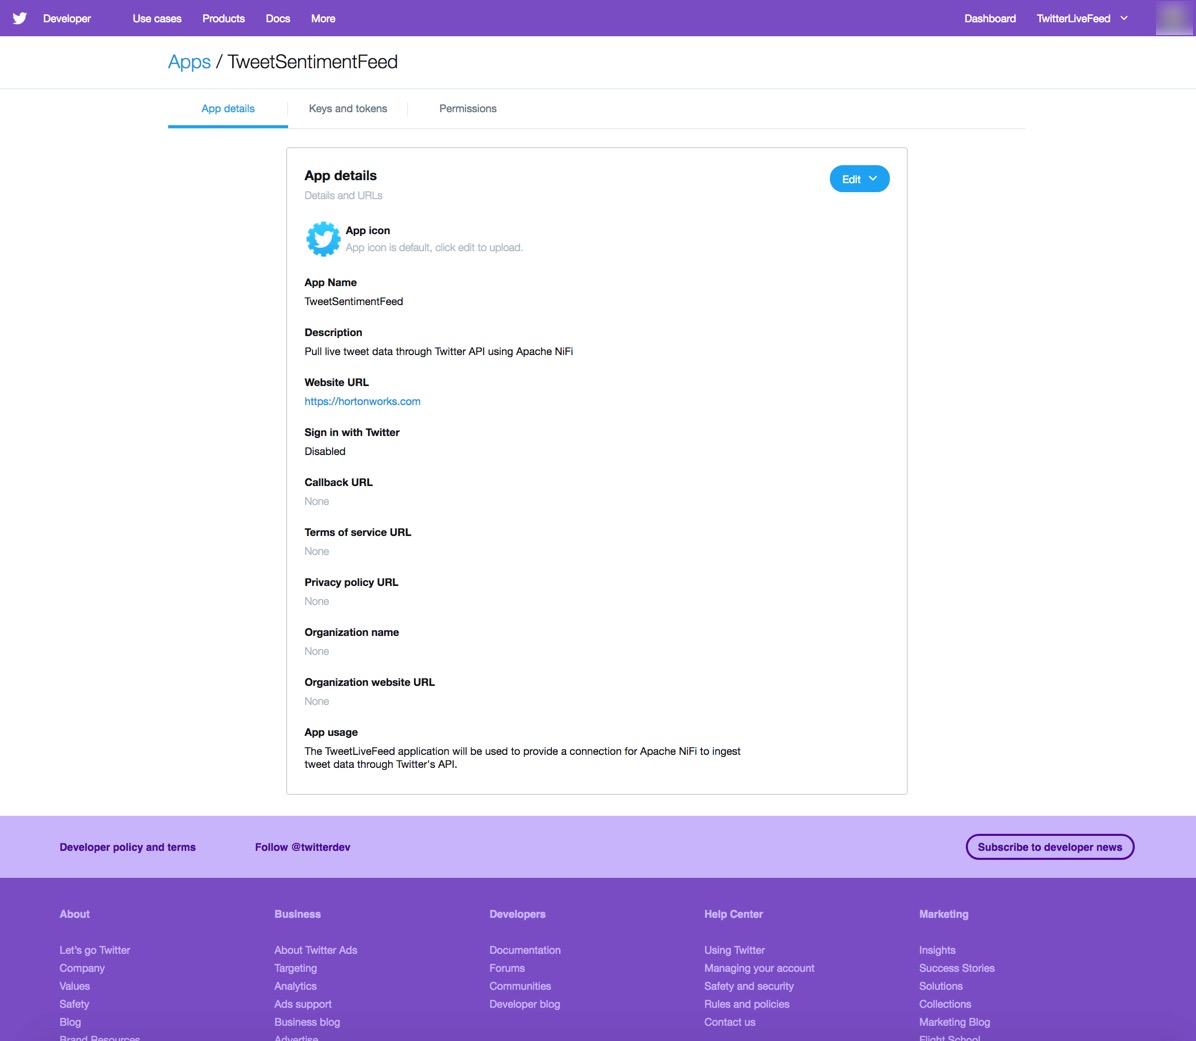 Developer Use cases Products Docs More Dashboard TwitterLiveFeed
Apps / TweetSentimentFeed
App details Keys and tokens Permissions
App details
Edit
Details and URLs
App icon
App icon is default, click edit to upload.
App Name
TweetSentimentFeed
Description
Pull live tweet data through Twitter API using Apache NiFi
Website URL
https://hortonworks.com
Sign in with Twitter
Disabled
Callback URL
None
Terms of service URL
None
Privacy policy URL
None
Organization name
None
Organization website URL
None
App usage
The TweetLiveFeed application will be used to provide a connection for Apache NiFi to ingest
tweet data through Twitter's API.
Developer policy and terms Follow @twitterdev Subscribe to developer news
About Business Developers Help Center Marketing
Let's go Twitter About Twitter Ads Documentation Using Twitter Insights
Company Targeting Forums Managing your account Success Stories
Values Analytics Communities Safety and security Solutions
Safety Ads support Developer blog Rules and policies Collections
Blog Business blog Contact us Marketing Blog
Brand Resources Advertise Flight School